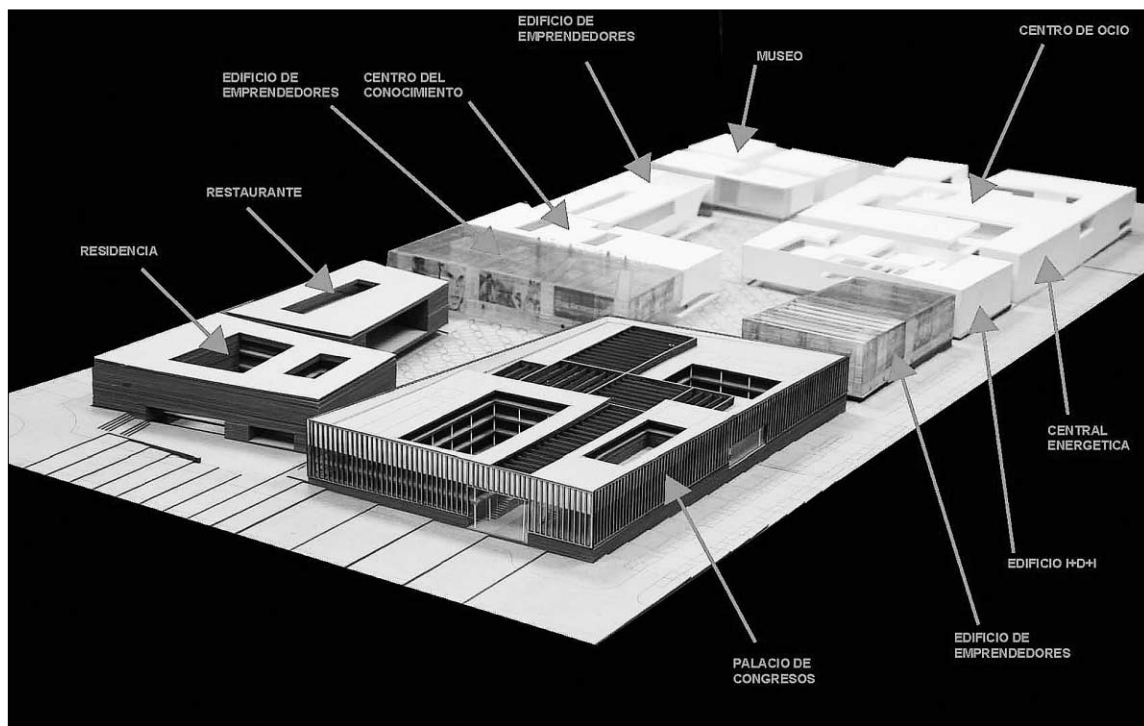 EDIFICIO DE
EMPRENDEDORES
MUSEO
CENTRO DE OCIO
EDIFICIO DE
EMPRENDEDORES
CENTRO DEL
CONOCIMIENTO
RESTAURANTE
RESIDENCIA
CENTRAL
ENERGETICA
EDIFICIO I+D+I
EDIFICIO DE
EMPRENDEDORES
PALACIO DE
CONGRESOS